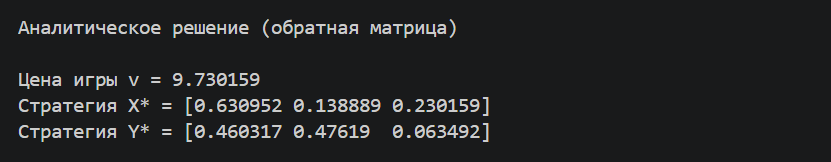 Аналитическое решение (обратная матрица)
Цена игры v = 9.730159
Стратегия X* = [0.630952 0.138889 0.230159]
Стратегия Y* = [0.460317 0.47619  0.063492]